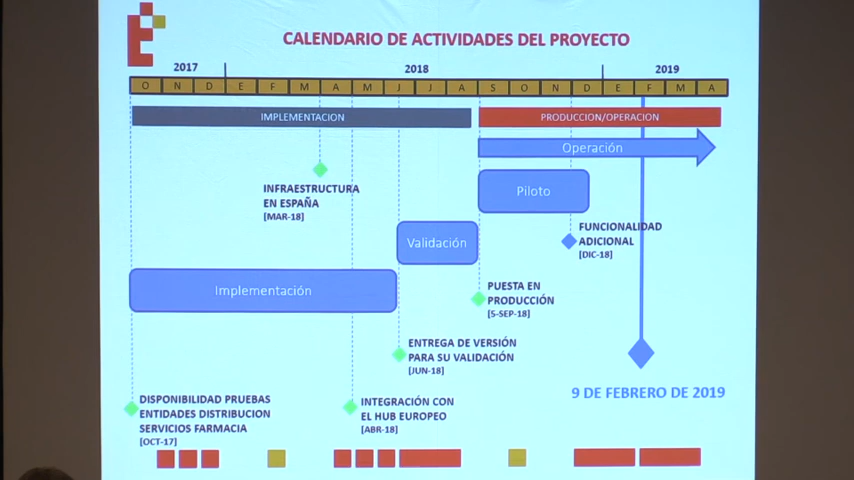 CALENDARIO DE ACTIVIDADES DEL PROYECTO
2017 2018 2019
O N D E F M A M J J A S O N D E F M A
IMPLEMENTACION PRODUCCION/OPERACION
Operación
Piloto
INFRAESTRUCTURA
EN ESPAÑA
[MAR-18]
Validación
FUNCIONALIDAD
ADICIONAL
[DIC-18]
Implementación
PUESTA EN
PRODUCCIÓN
[5-SEP-18]
ENTREGA DE VERSIÓN
PARA SU VALIDACIÓN
[JUN-18]
9 DE FEBRERO DE 2019
DISPONIBILIDAD PRUEBAS
ENTIDADES DISTRIBUCION
SERVICIOS FARMACIA
[OCT-17]
INTEGRACIÓN CON
EL HUB EUROPEO
[ABR-18]